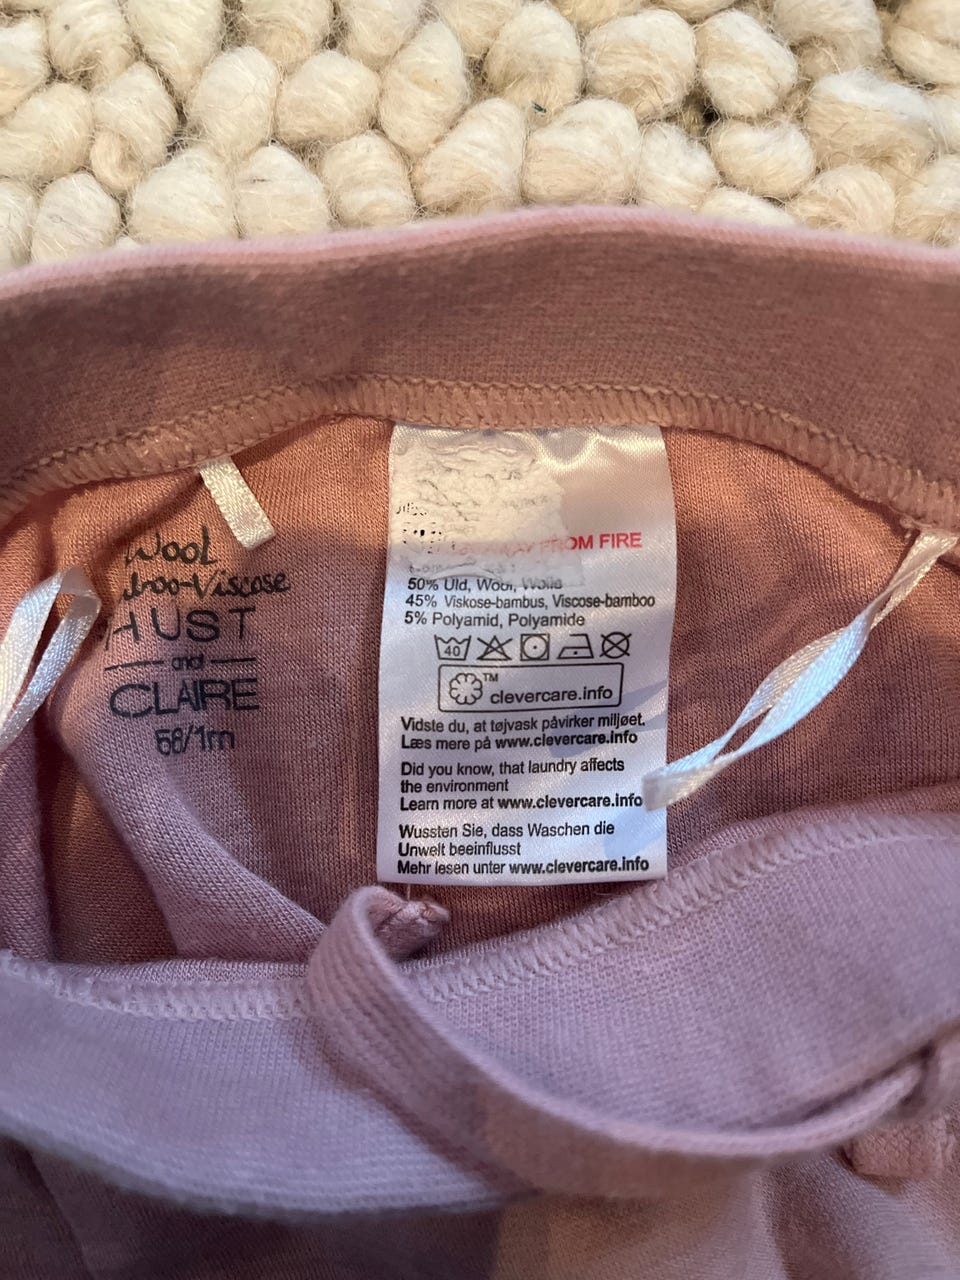 Wool
HUST
and
CLAIRE
56/1m
FROM FIRE
50% Uld, Wool, Wolle
45% Viskose-bambus, Viscose-bamboo
5% Polyamid, Polyamide
40
TM
clevercare.info
Vidste du, at tøjvask påvirker miljøet.
Læs mere på www.clevercare.info
Did you know, that laundry affects
the environment
Learn more at www.clevercare.info
Wussten Sie, dass Waschen die
Unwelt beeinflusst
Mehr lesen unter www.clevercare.info